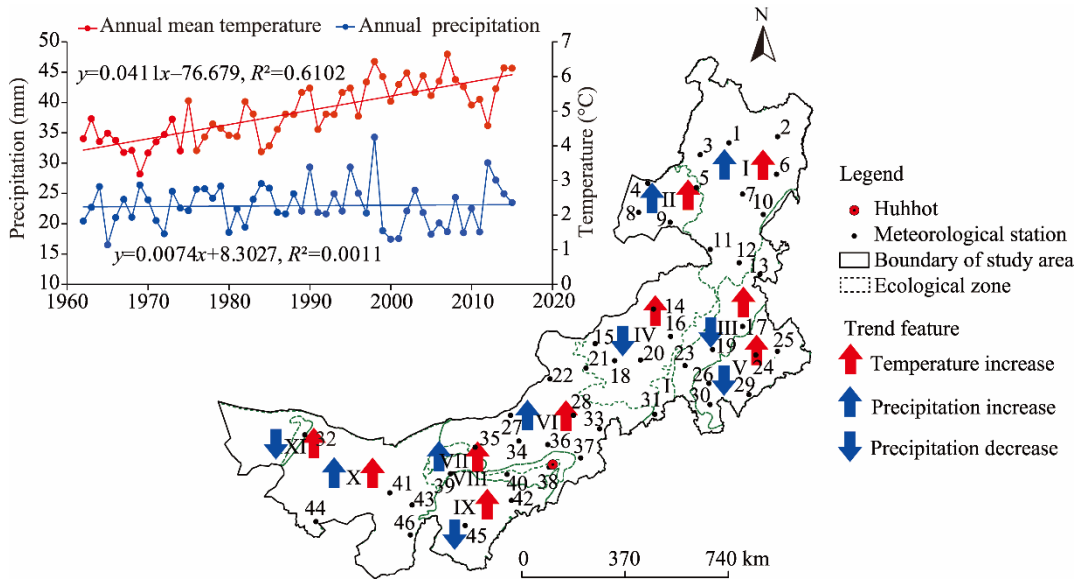 Annual mean temperature
Annual precipitation
y=0.0411x–76.679, R²=0.6102
y=0.0074x+8.3027, R²=0.0011
Precipitation (mm)
50
45
40
35
30
25
20
15
10
Temperature (°C)
7
6
5
4
3
2
1
0
1960 1970 1980 1990 2000 2010 2020
N
1
2
3
I
6
4
II
5
7
8
9
10
11
12
13
14
15
16
III
17
IV
19
25
21
18
20
23
V
24
22
I
26
29
30
31
28
27
VI
33
XI
32
35
34
36
37
VII
X
39
VIII
40
38
41
43
IX
42
44
46
45
0 370 740 km
Legend
Huhhot
Meteorological station
Boundary of study area
Ecological zone
Trend feature
Temperature increase
Precipitation increase
Precipitation decrease